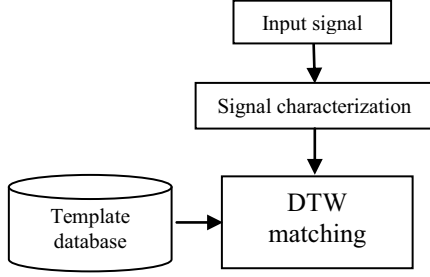 Input signal
Signal characterization
Template
database
DTW
matching